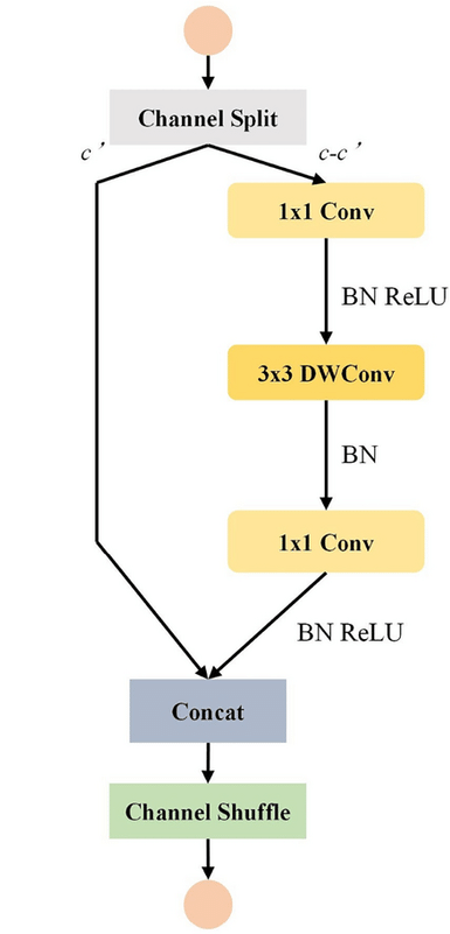 Channel Split
c’
c-c’
1x1 Conv
BN ReLU
3x3 DWConv
BN
1x1 Conv
BN ReLU
Concat
Channel Shuffle